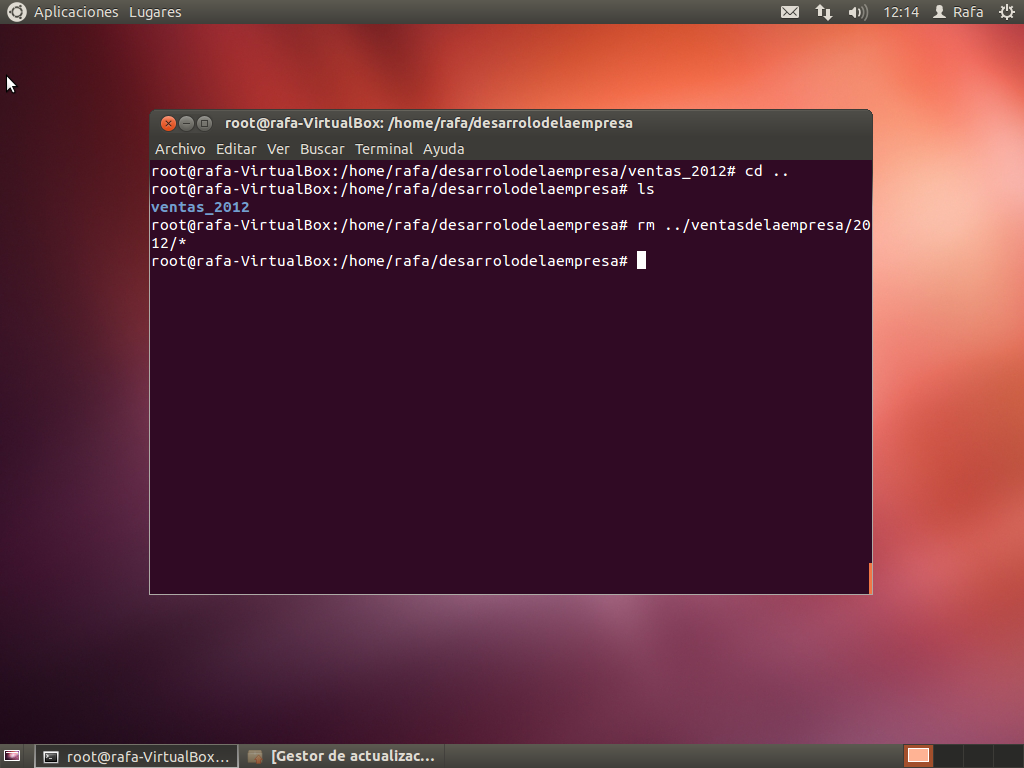 Aplicaciones Lugares 12:14 Rafa
root@rafa-VirtualBox: /home/rafa/desarrolodelaempresa
Archivo Editar Ver Buscar Terminal Ayuda
root@rafa-VirtualBox:/home/rafa/desarrolodelaempresa/ventas_2012# cd ..
root@rafa-VirtualBox:/home/rafa/desarrolodelaempresa# ls
ventas_2012
root@rafa-VirtualBox:/home/rafa/desarrolodelaempresa# rm ../ventasdelaempresa/20
12/*
root@rafa-VirtualBox:/home/rafa/desarrolodelaempresa#
root@rafa-VirtualBox... [Gestor de actualizac...